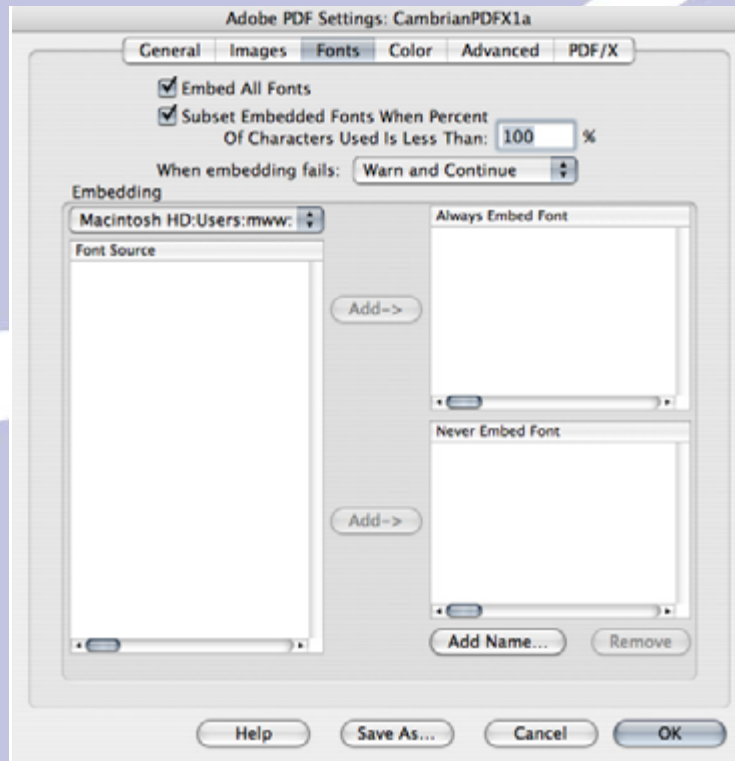 Adobe PDF Settings: CambrianPDFX1a
General Images Fonts Color Advanced PDF/X
Embed All Fonts
Subset Embedded Fonts When Percent
Of Characters Used Is Less Than: 100 %
When embedding fails: Warn and Continue
Embedding
Macintosh HD:Users:mww:
Font Source
Add->
Always Embed Font
Never Embed Font
Add->
Add Name... Remove
Help Save As... Cancel OK